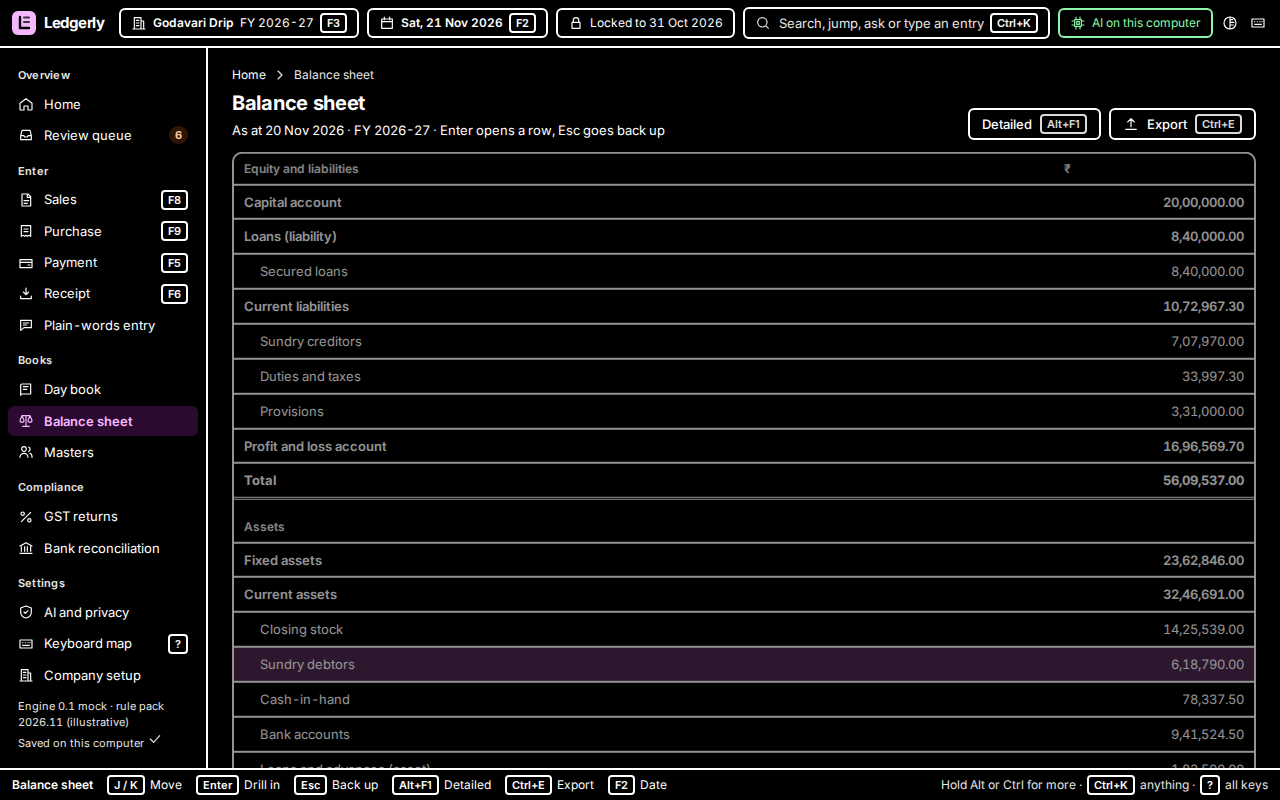 Ledgerly
Godavari Drip FY 2026-27 F3
Sat, 21 Nov 2026 F2
Locked to 31 Oct 2026
Search, jump, ask or type an entry Ctrl+K
AI on this computer
Overview
Home
Review queue 6
Enter
Sales F8
Purchase F9
Payment F5
Receipt F6
Plain-words entry
Books
Day book
Balance sheet
Masters
Compliance
GST returns
Bank reconciliation
Settings
AI and privacy
Keyboard map ?
Company setup
Engine 0.1 mock · rule pack
2026.11 (illustrative)
Saved on this computer
Home > Balance sheet
Balance sheet
As at 20 Nov 2026 · FY 2026-27 · Enter opens a row, Esc goes back up
Detailed Alt+F1
Export Ctrl+E
Equity and liabilities ₹
Capital account 20,00,000.00
Loans (liability) 8,40,000.00
Secured loans 8,40,000.00
Current liabilities 10,72,967.30
Sundry creditors 7,07,970.00
Duties and taxes 33,997.30
Provisions 3,31,000.00
Profit and loss account 16,96,569.70
Total 56,09,537.00
Assets
Fixed assets 23,62,846.00
Current assets 32,46,691.00
Closing stock 14,25,539.00
Sundry debtors 6,18,790.00
Cash-in-hand 78,337.50
Bank accounts 9,41,524.50
Loans and advances (asset)
Balance sheet J / K Move Enter Drill in Esc Back up Alt+F1 Detailed Ctrl+E Export F2 Date
Hold Alt or Ctrl for more · Ctrl+K anything · ? all keys